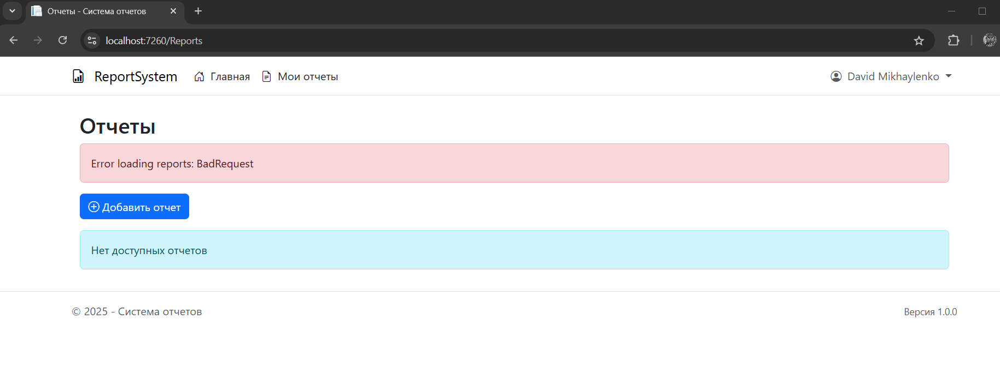 Отчеты - Система отчетов
localhost:7260/Reports
ReportSystem Главная Мои отчеты David Mikhaylenko
Отчеты
Error loading reports: BadRequest
Добавить отчет
Нет доступных отчетов
© 2025 - Система отчетов Версия 1.0.0